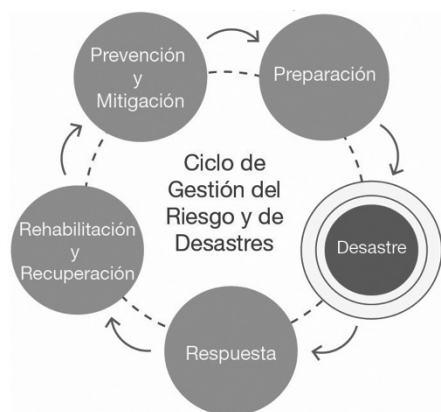 Prevención
y
Mitigación
Preparación
Ciclo de
Gestión del
Riesgo y de
Desastres
Desastre
Respuesta
Rehabilitación
y
Recuperación